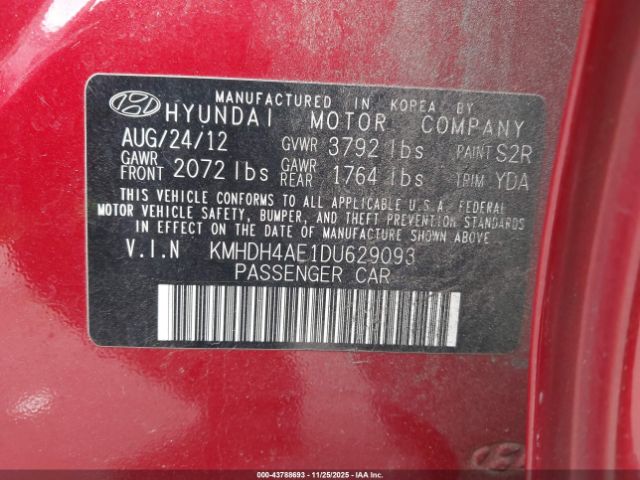 MANUFACTURED IN KOREA BY
HYUNDAI MOTOR COMPANY
AUG/24/12 GVWR 3792 lbs PAINT S2R
GAWR FRONT 2072 lbs GAWR REAR 1764 lbs TRIM YDA
THIS VEHICLE CONFORMS TO ALL APPLICABLE U.S.A. FEDERAL
MOTOR VEHICLE SAFETY, BUMPER, AND THEFT PREVENTION STANDARDS
IN EFFECT ON THE DATE OF MANUFACTURE SHOWN ABOVE.
V.I.N KMHDH4AE1DU629093
PASSENGER CAR
000-43788693 - 11/25/2025 - IAA Inc. Copyright